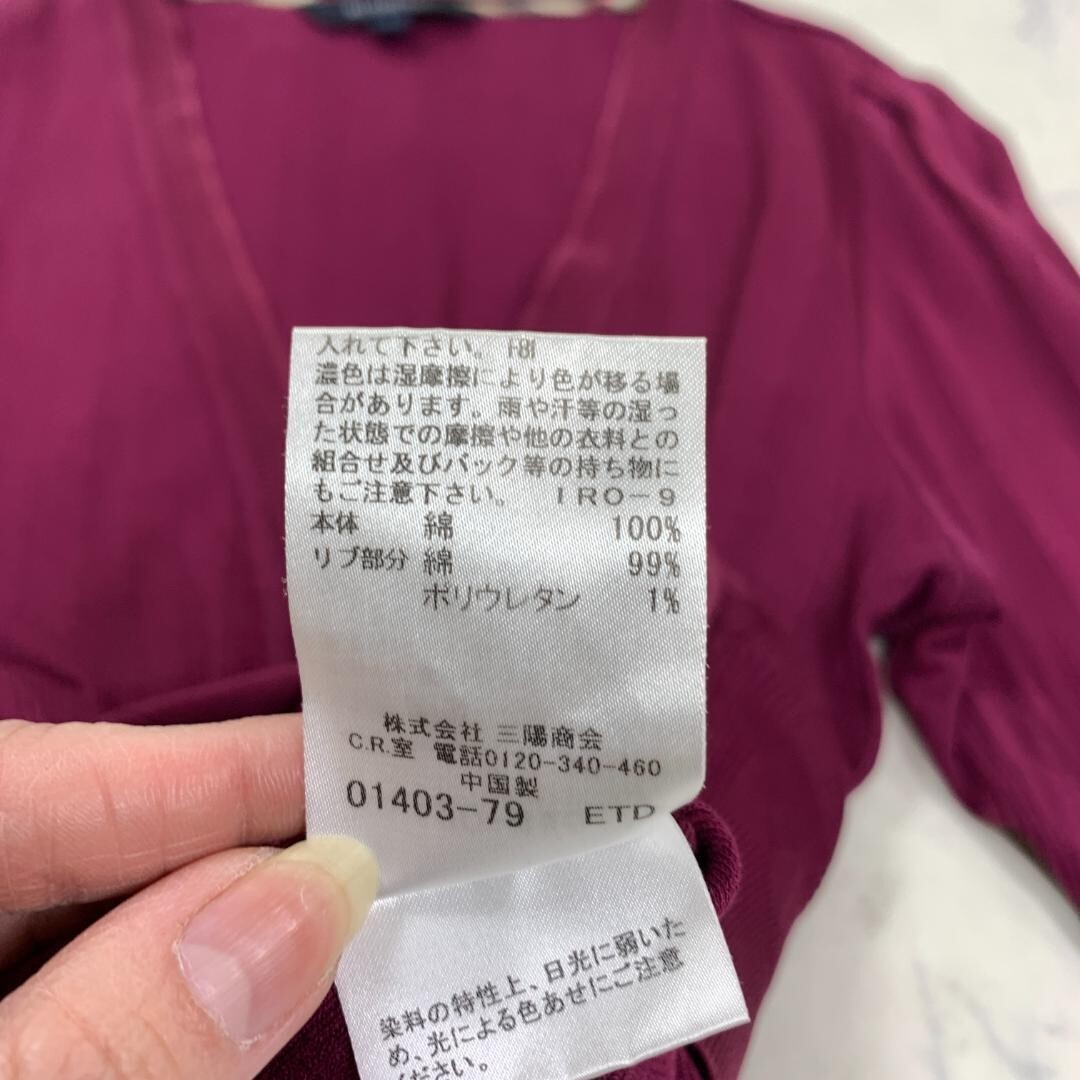 入れて下さい。 F8I
濃色は湿摩擦により色が移る場
合があります。雨や汗等の湿っ
た状態での摩擦や他の衣料との
組合せ及びバック等の持ち物に
もご注意下さい。 IRO-9
本体 綿 100%
リブ部分 綿 99%
ポリウレタン 1%
株式会社 三陽商会
C.R.室 電話0120-340-460
中国製
01403-79 ETD
染料の特性上、日光に弱いた
め、光による色あせにご注意
ください。